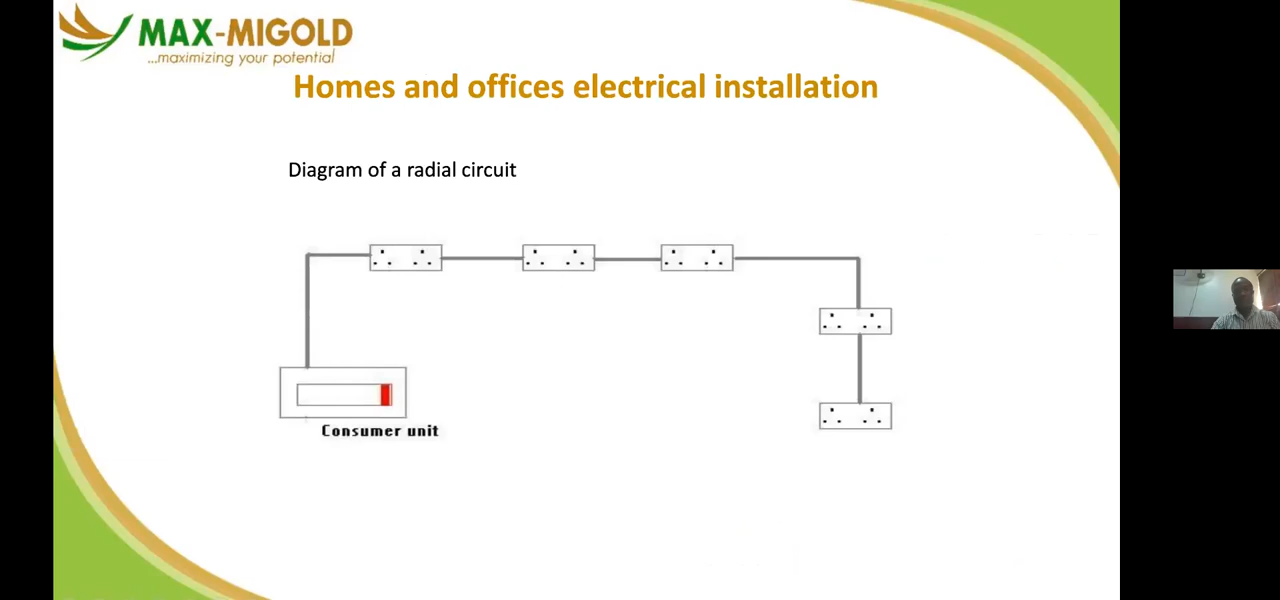 MAX-MIGOLD
...maximizing your potential
Homes and offices electrical installation
Diagram of a radial circuit
Consumer unit